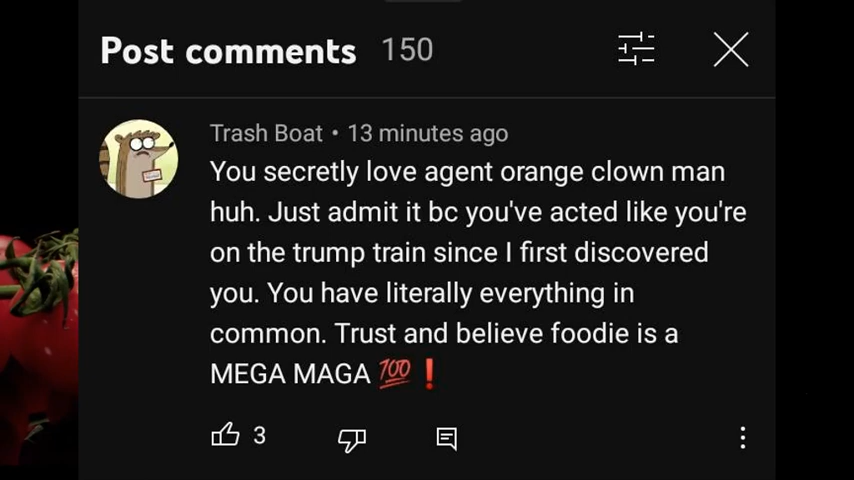 Post comments 150
Trash Boat • 13 minutes ago
You secretly love agent orange clown man
huh. Just admit it bc you've acted like you're
on the trump train since I first discovered
you. You have literally everything in
common. Trust and believe foodie is a
MEGA MAGA 💯❗
3